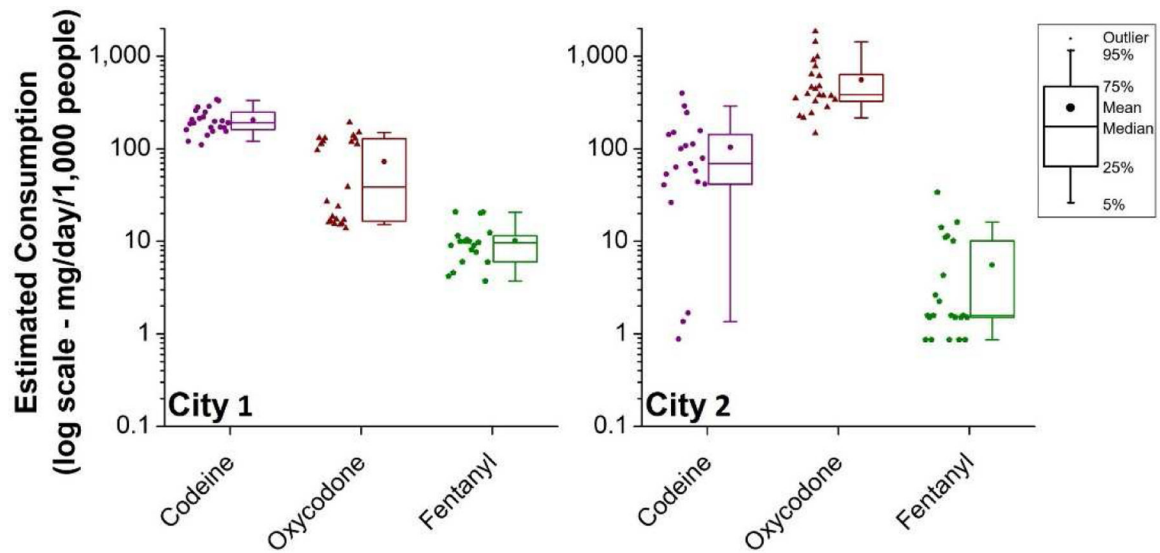 Estimated Consumption
(log scale - mg/day/1,000 people)
1,000
100
10
1
0.1
City 1
Codeine
Oxycodone
Fentanyl
1,000
100
10
1
0.1
City 2
Codeine
Oxycodone
Fentanyl
Outlier
95%
75%
Mean
Median
25%
5%